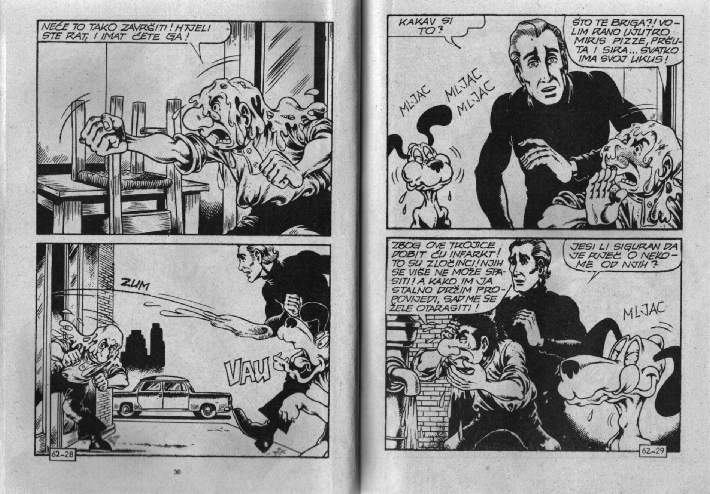 NEĆE TO TAKO ZAVRŠITI! HTJELI
STE RAT, I IMAT ĆETE GA!
ZUM
VAU
62-28
KAKAV SI
TO?
ŠTO TE BRIGA?! VO-
LIM RANO UJUTRO
MIRIS PIZZE, PRŠU-
TA I SIRA... SVATKO
IMA SVOJ UKUS!
MLJAC
MLJAC
MLJAC
ZBOG OVE TROJICE
DOBIT ĆU INFARKT!
TO SU ZLOČINCI! NJIH
SE VIŠE NE MOŽE SPA-
SITI! A KAKO IM JA
STALNO DRŽIM PRO-
POVIJEDI, SAD ME SE
ŽELE OTARASITI!
JESI LI SIGURAN DA
JE RIJEČ O NEKO-
ME OD NJIH?
MLJAC
62-29